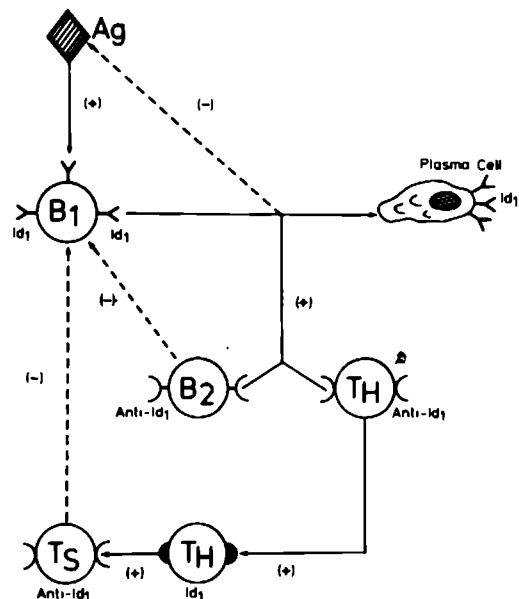 Ag
(+)
(-)
Plasma Cell
B1
Id1
Id1
Id1
(+)
(-)
B2
Anti-Id1
TH
Anti-Id1
(-)
TS
Anti-Id1
(+)
TH
Id1
(+)